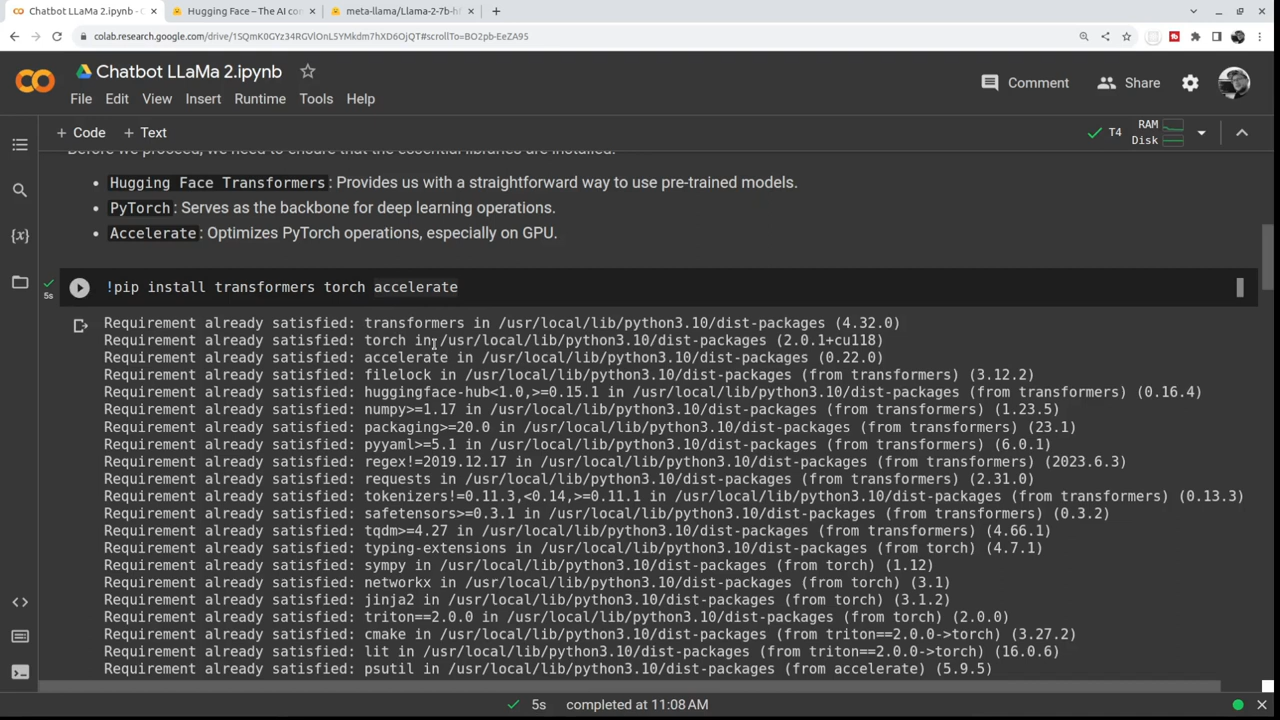 Chatbot LLaMa 2.ipynb - C
Hugging Face – The AI con
meta-llama/Llama-2-7b-h
colab.research.google.com/drive/1SQmK0GYz34RGVlOnL5YMkdm7hXD6OjQT#scrollTo=BO2pb-EeZA95
Chatbot LLaMa 2.ipynb
Comment
Share
File Edit View Insert Runtime Tools Help
+ Code + Text
T4
RAM
Disk
Before we proceed, we need to ensure that the essential libraries are installed:
• Hugging Face Transformers: Provides us with a straightforward way to use pre-trained models.
• PyTorch: Serves as the backbone for deep learning operations.
• Accelerate: Optimizes PyTorch operations, especially on GPU.
5s
!pip install transformers torch accelerate
Requirement already satisfied: transformers in /usr/local/lib/python3.10/dist-packages (4.32.0)
Requirement already satisfied: torch in /usr/local/lib/python3.10/dist-packages (2.0.1+cu118)
Requirement already satisfied: accelerate in /usr/local/lib/python3.10/dist-packages (0.22.0)
Requirement already satisfied: filelock in /usr/local/lib/python3.10/dist-packages (from transformers) (3.12.2)
Requirement already satisfied: huggingface-hub<1.0,>=0.15.1 in /usr/local/lib/python3.10/dist-packages (from transformers) (0.16.4)
Requirement already satisfied: numpy>=1.17 in /usr/local/lib/python3.10/dist-packages (from transformers) (1.23.5)
Requirement already satisfied: packaging>=20.0 in /usr/local/lib/python3.10/dist-packages (from transformers) (23.1)
Requirement already satisfied: pyyaml>=5.1 in /usr/local/lib/python3.10/dist-packages (from transformers) (6.0.1)
Requirement already satisfied: regex!=2019.12.17 in /usr/local/lib/python3.10/dist-packages (from transformers) (2023.6.3)
Requirement already satisfied: requests in /usr/local/lib/python3.10/dist-packages (from transformers) (2.31.0)
Requirement already satisfied: tokenizers!=0.11.3,<0.14,>=0.11.1 in /usr/local/lib/python3.10/dist-packages (from transformers) (0.13.3)
Requirement already satisfied: safetensors>=0.3.1 in /usr/local/lib/python3.10/dist-packages (from transformers) (0.3.2)
Requirement already satisfied: tqdm>=4.27 in /usr/local/lib/python3.10/dist-packages (from transformers) (4.66.1)
Requirement already satisfied: typing-extensions in /usr/local/lib/python3.10/dist-packages (from torch) (4.7.1)
Requirement already satisfied: sympy in /usr/local/lib/python3.10/dist-packages (from torch) (1.12)
Requirement already satisfied: networkx in /usr/local/lib/python3.10/dist-packages (from torch) (3.1)
Requirement already satisfied: jinja2 in /usr/local/lib/python3.10/dist-packages (from torch) (3.1.2)
Requirement already satisfied: triton==2.0.0 in /usr/local/lib/python3.10/dist-packages (from torch) (2.0.0)
Requirement already satisfied: cmake in /usr/local/lib/python3.10/dist-packages (from triton==2.0.0->torch) (3.27.2)
Requirement already satisfied: lit in /usr/local/lib/python3.10/dist-packages (from triton==2.0.0->torch) (16.0.6)
Requirement already satisfied: psutil in /usr/local/lib/python3.10/dist-packages (from accelerate) (5.9.5)
5s completed at 11:08 AM